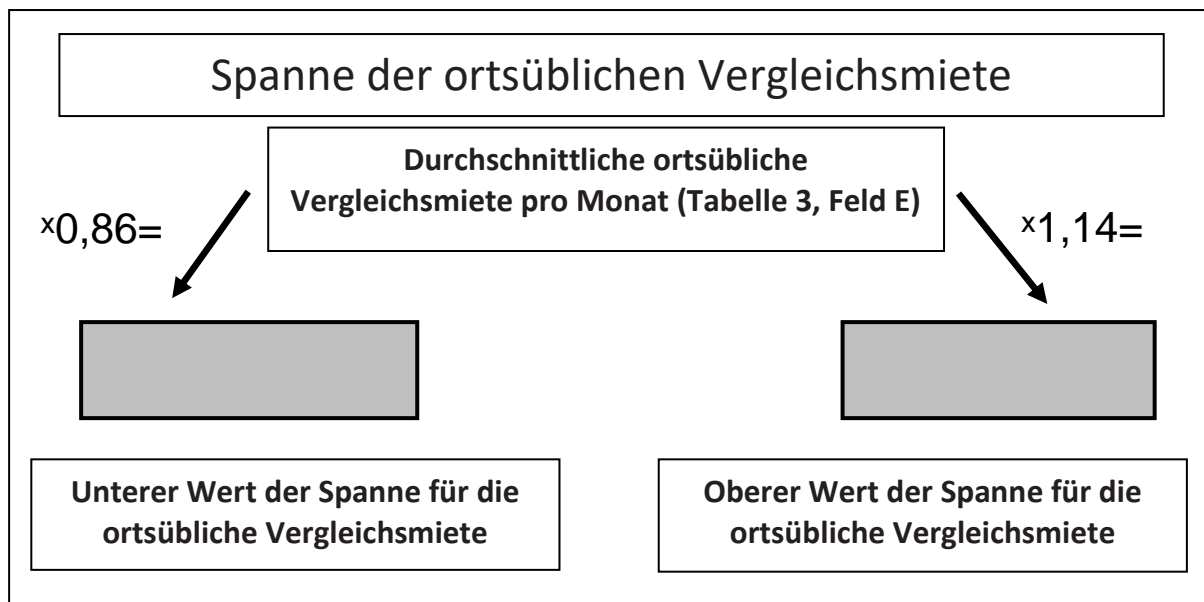 Spanne der ortsüblichen Vergleichsmiete
Durchschnittliche ortsübliche
Vergleichsmiete pro Monat (Tabelle 3, Feld E)
x0,86=
x1,14=
Unterer Wert der Spanne für die
ortsübliche Vergleichsmiete
Oberer Wert der Spanne für die
ortsübliche Vergleichsmiete